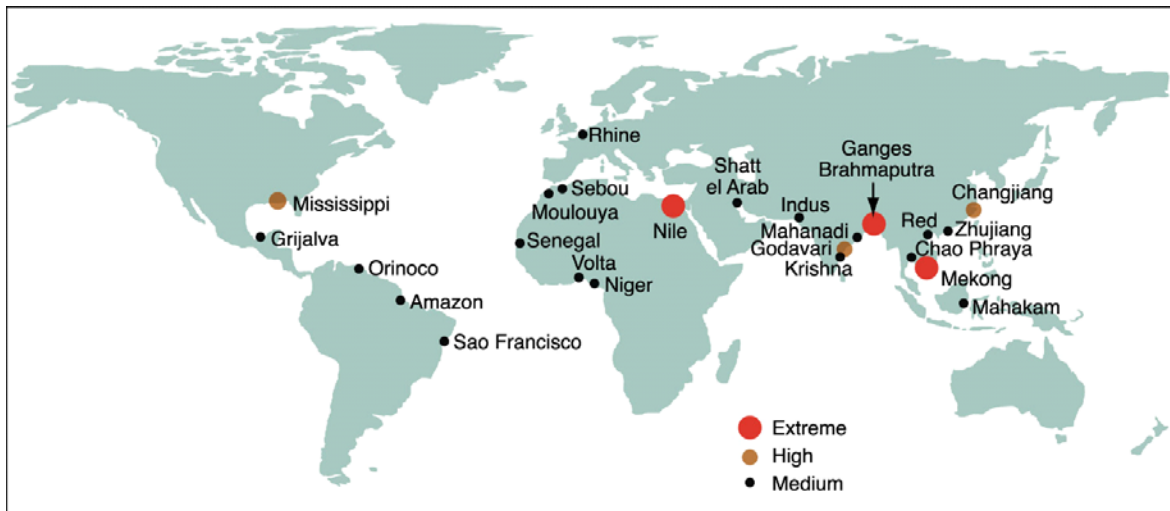 Rhine
Ganges
Brahmaputra
Shatt
el Arab
Changjiang
Sebou
Moulouya
Mississippi
Nile
Indus
Mahanadi
Red
Zhujiang
Grijalva
Senegal
Godavari
Chao Phraya
Volta
Krishna
Orinoco
Niger
Mekong
Amazon
Mahakam
Sao Francisco
Extreme
High
Medium